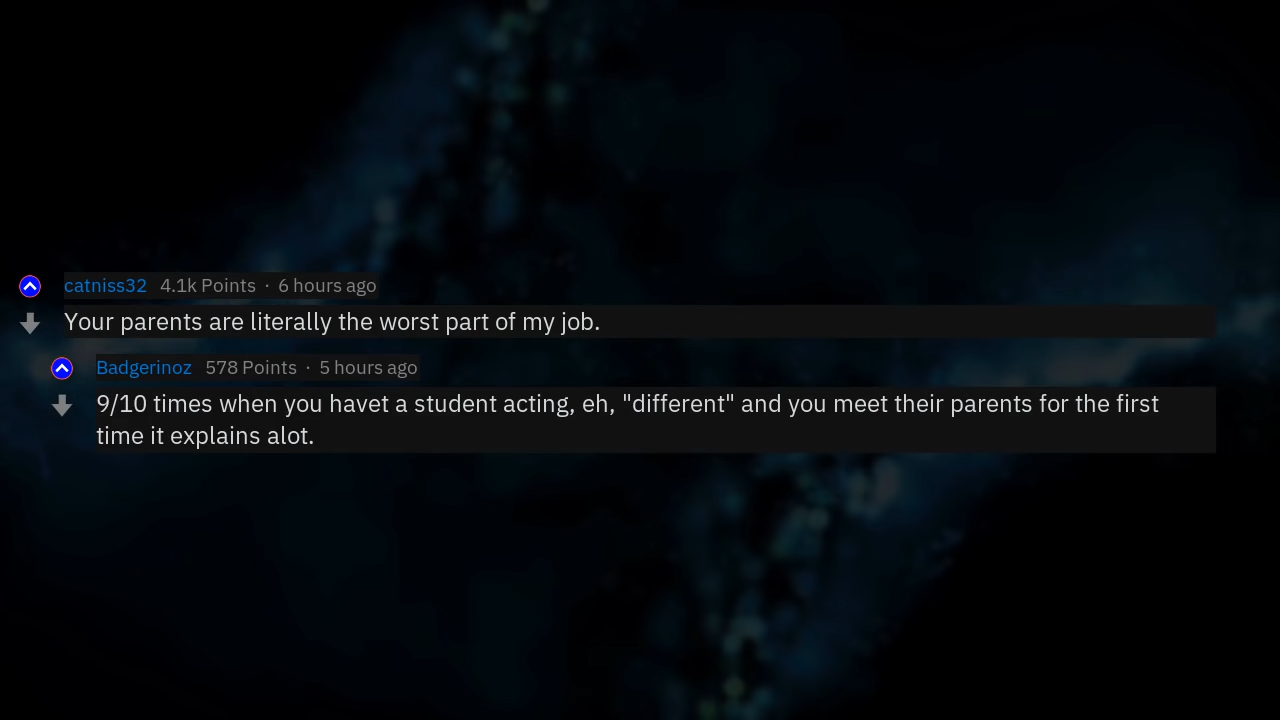 catniss32 4.1k Points · 6 hours ago
Your parents are literally the worst part of my job.
Badgerinoz 578 Points · 5 hours ago
9/10 times when you havet a student acting, eh, "different" and you meet their parents for the first
time it explains alot.